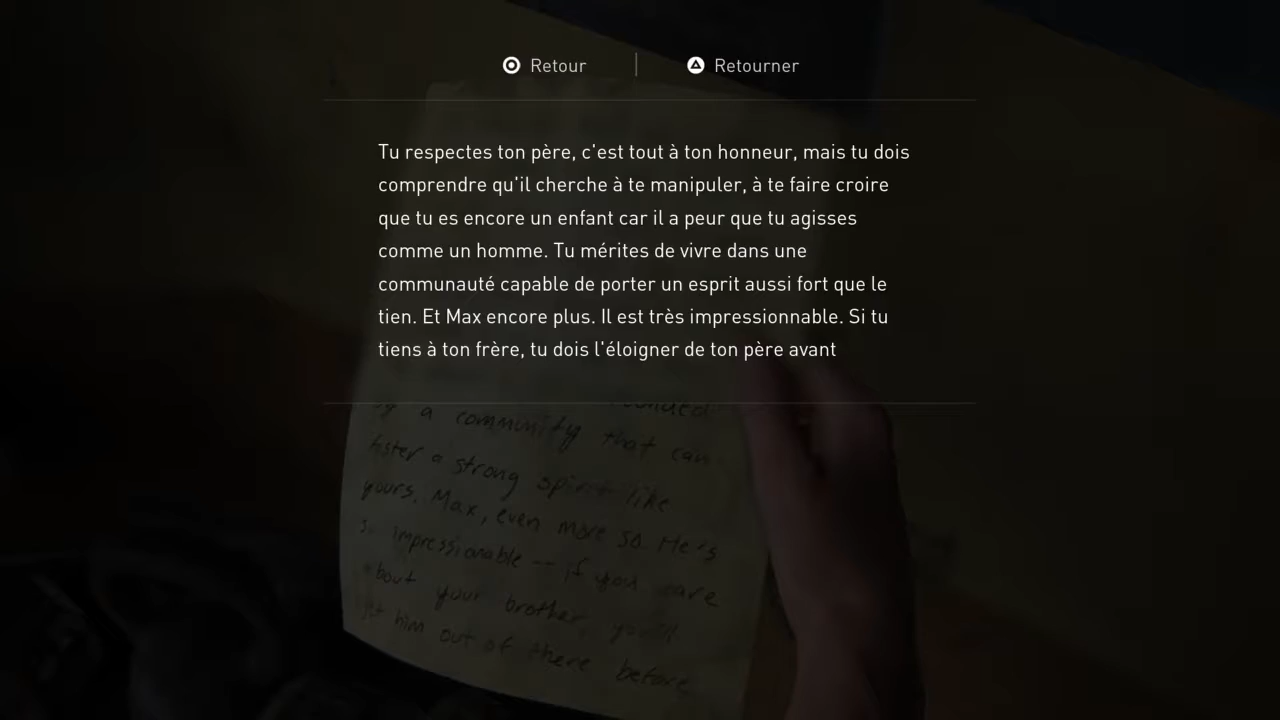 Retour | Retourner
Tu respectes ton père, c'est tout à ton honneur, mais tu dois
comprendre qu'il cherche à te manipuler, à te faire croire
que tu es encore un enfant car il a peur que tu agisses
comme un homme. Tu mérites de vivre dans une
communauté capable de porter un esprit aussi fort que le
tien. Et Max encore plus. Il est très impressionnable. Si tu
tiens à ton frère, tu dois l'éloigner de ton père avant
by a community that can
foster a strong spirit like
yours. Max, even more so. He's
so impressionable -- if you care
about your brother, you'll
get him out of there before